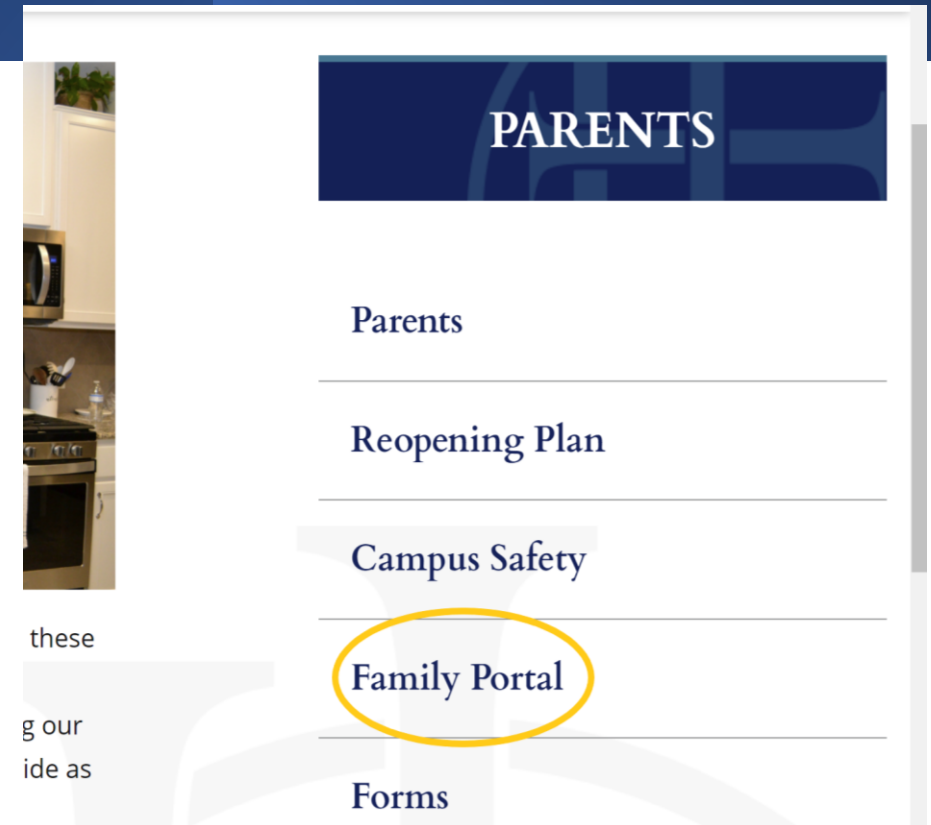 PARENTS
Parents
Reopening Plan
Campus Safety
these
Family Portal
g our
ide as
Forms